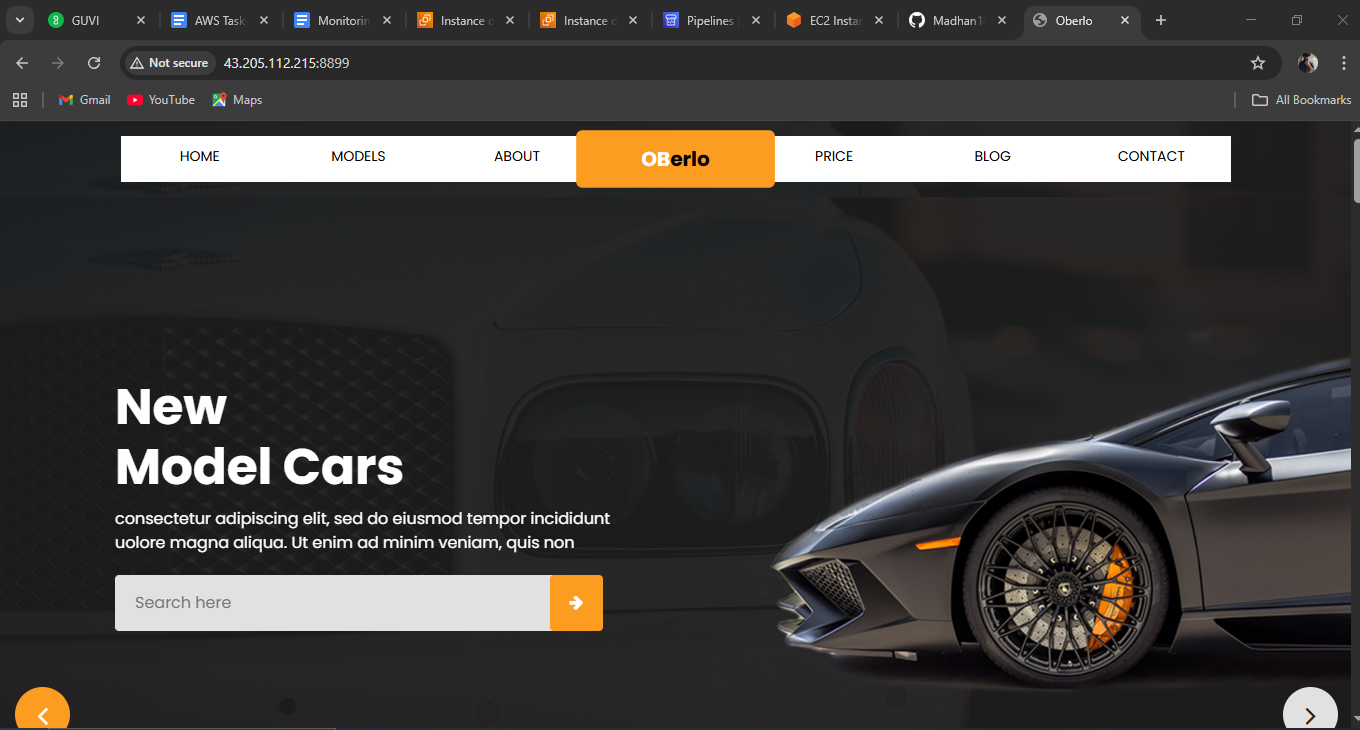 GUVI
AWS Task
Monitorin
Instance
Instance
Pipelines
EC2 Insta
Madhan1
Oberlo
Not secure
43.205.112.215:8899
Gmail
YouTube
Maps
All Bookmarks
HOME
MODELS
ABOUT
OBerlo
PRICE
BLOG
CONTACT
New
Model Cars
consectetur adipiscing elit, sed do eiusmod tempor incididunt
uolore magna aliqua. Ut enim ad minim veniam, quis non
Search here